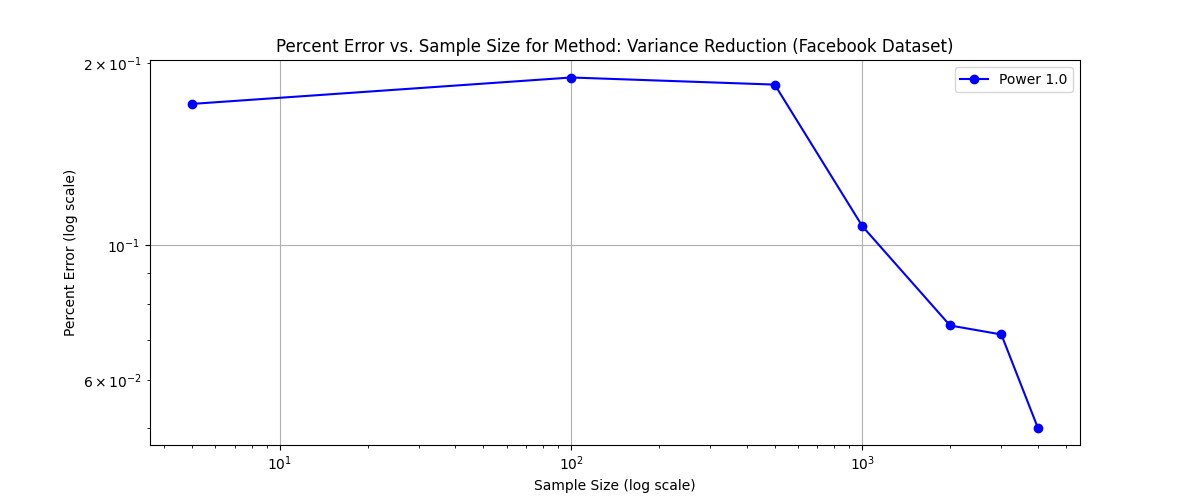 Percent Error vs. Sample Size for Method: Variance Reduction (Facebook Dataset)
Power 1.0
Percent Error (log scale)
2 × 10⁻¹
10⁻¹
6 × 10⁻²
10¹ 10² 10³
Sample Size (log scale)